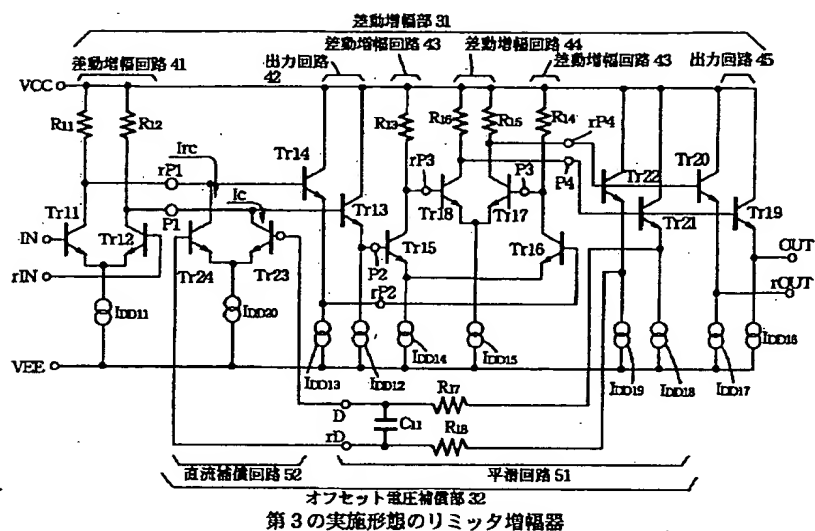 差動増幅部 31
差動増幅回路 41
出力回路 42
差動増幅回路 43
差動増幅回路 44
差動増幅回路 43
出力回路 45
VCC
R11
R12
R13
R16
R15
R14
rP4
P4
Irc
Ic
rP1
P1
Tr14
Tr13
rP3
P3
Tr18
Tr17
Tr22
Tr20
Tr21
Tr19
Tr11
Tr12
IN
rIN
Tr24
Tr23
P2
rP2
Tr15
Tr16
OUT
rOUT
IDD11
IDD20
IDD13
IDD12
IDD14
IDD15
IDD19
IDD18
IDD17
IDD16
VEE
D
rD
C11
R17
R18
直流補償回路 52
平滑回路 51
オフセット電圧補償部 32
第3の実施形態のリミッタ増幅器